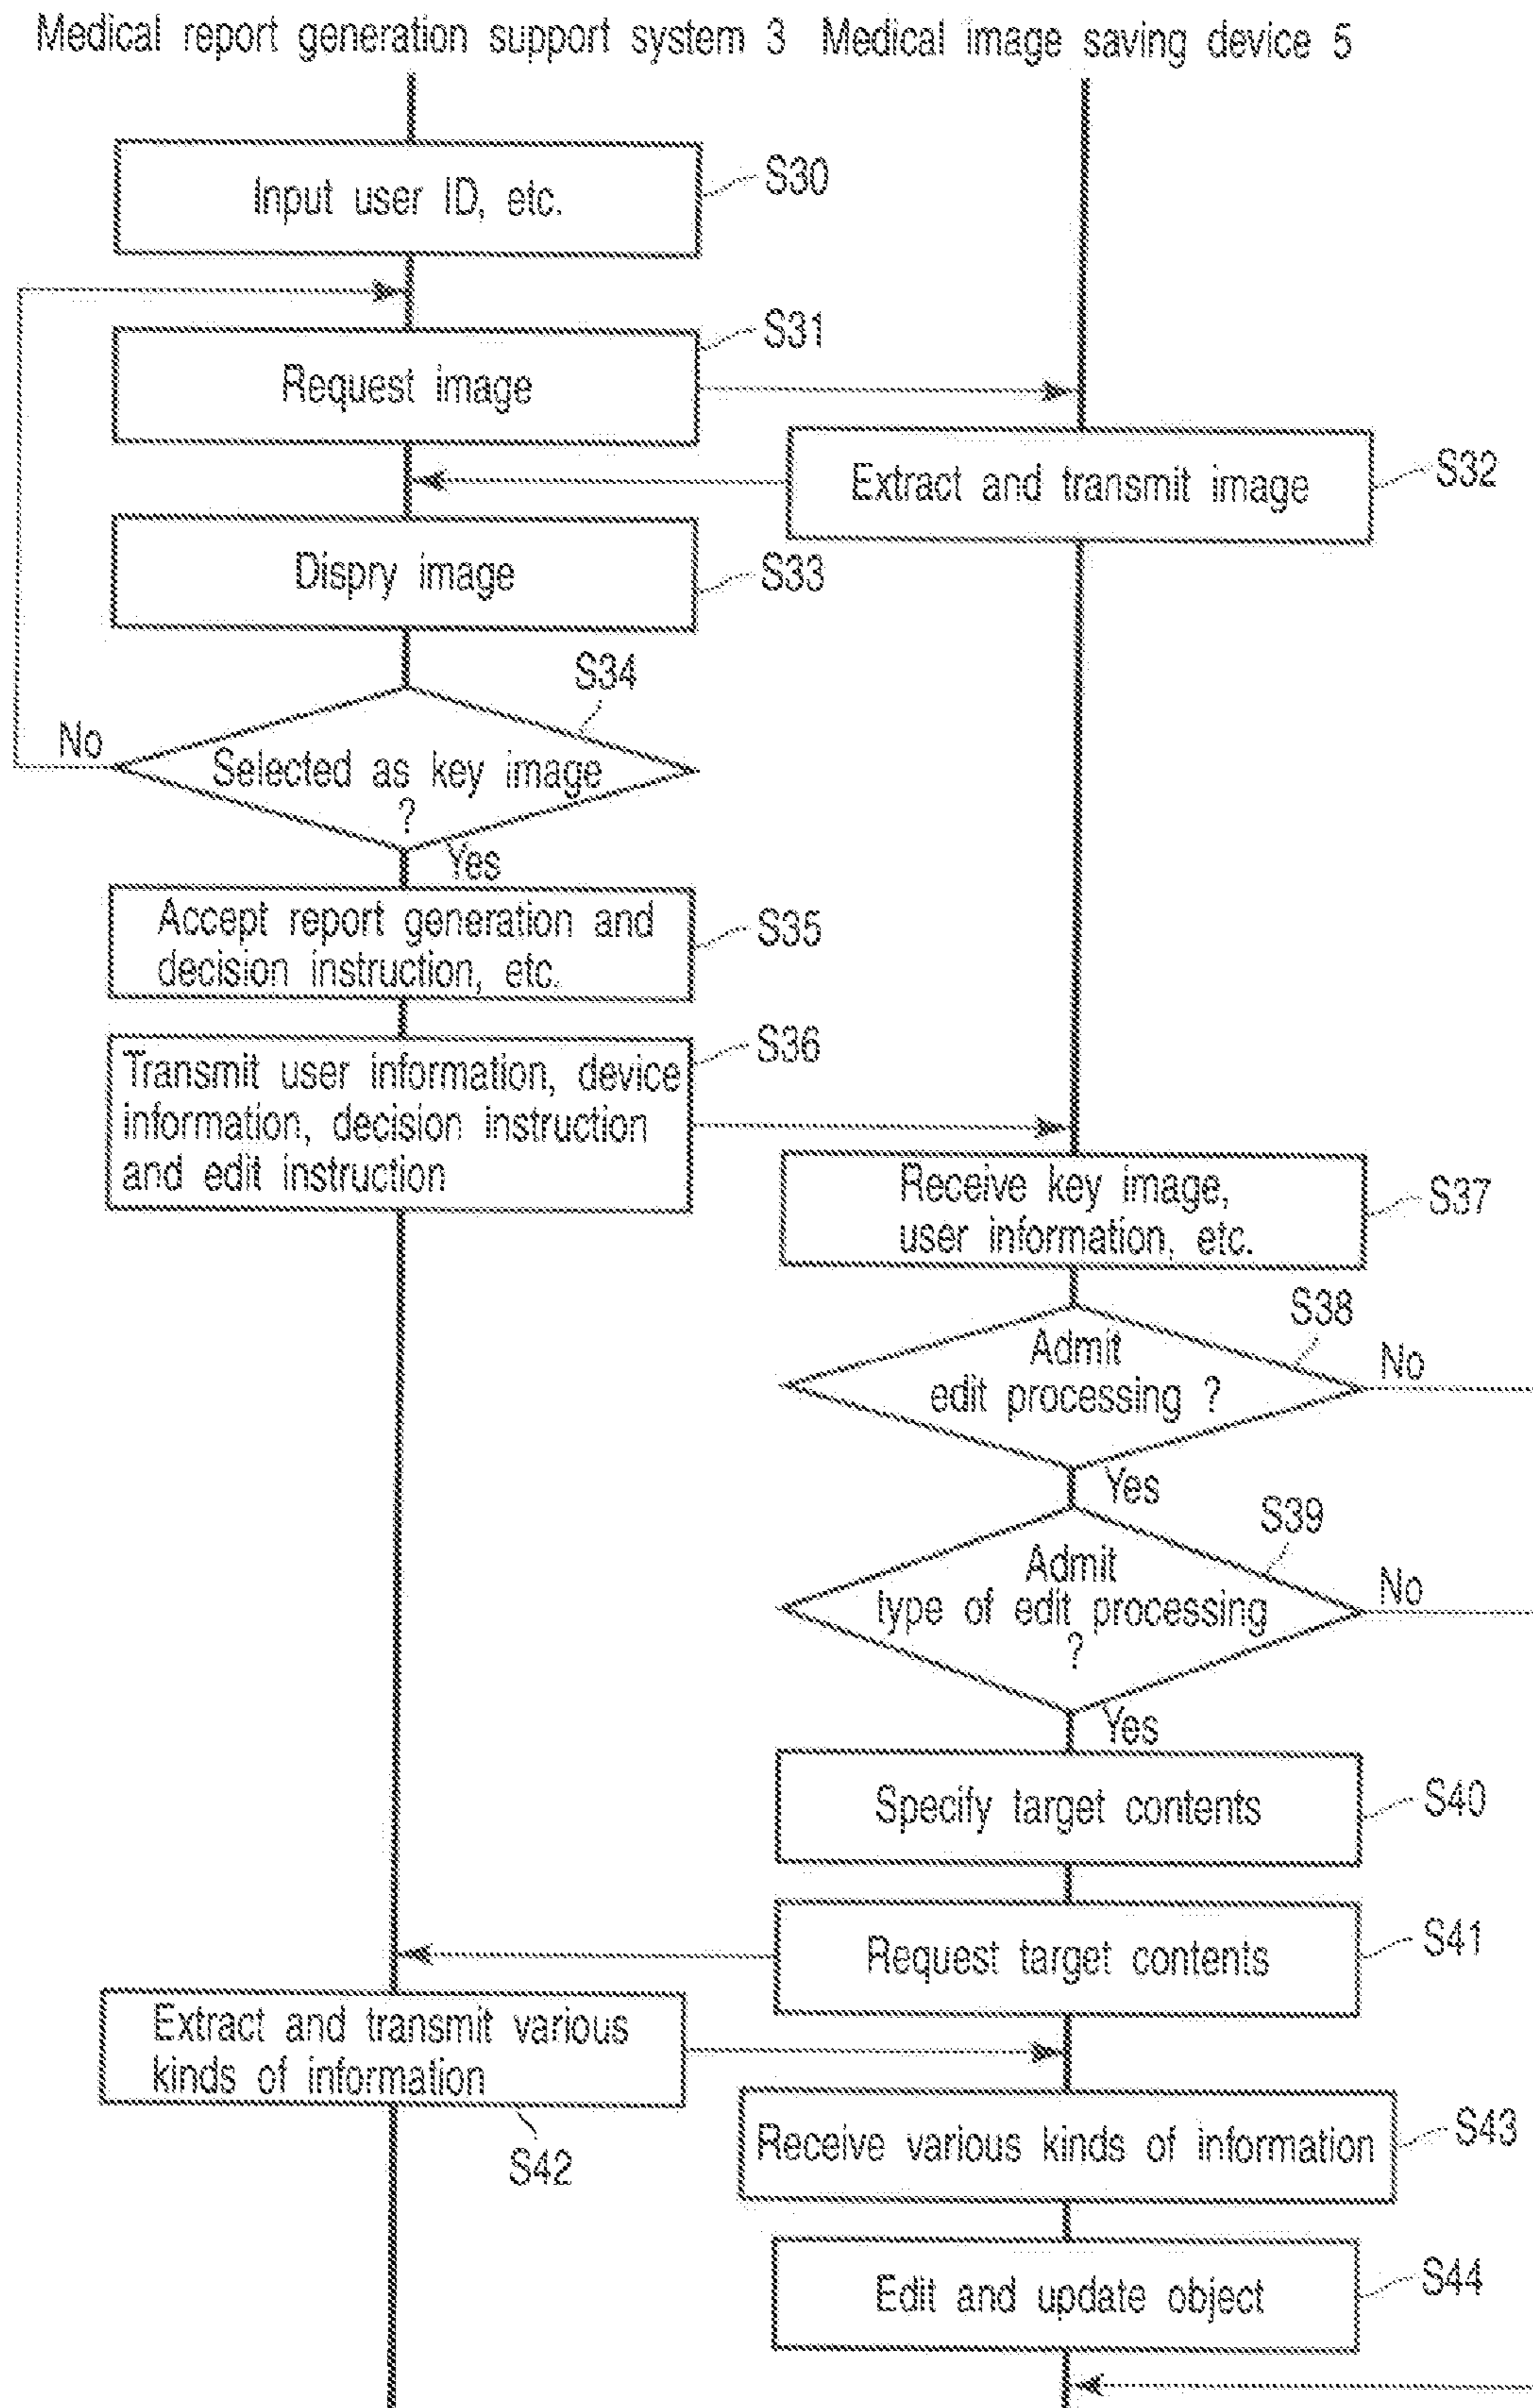 Medical report generation support system 3 Medical image saving device 5
Input user ID, etc.
S30
Request image
S31
Extract and transmit image
S32
Dispry image
S33
S34
No
Selected as key image
?
Yes
Accept report generation and
decision instruction, etc.
S35
Transmit user information, device
information, decision instruction
and edit instruction
S36
Receive key image,
user information, etc.
S37
S38
Admit
edit processing ?
No
Yes
S39
Admit
type of edit processing
?
No
Yes
Specify target contents
S40
Request target contents
S41
Extract and transmit various
kinds of information
S42
Receive various kinds of information
S43
Edit and update object
S44